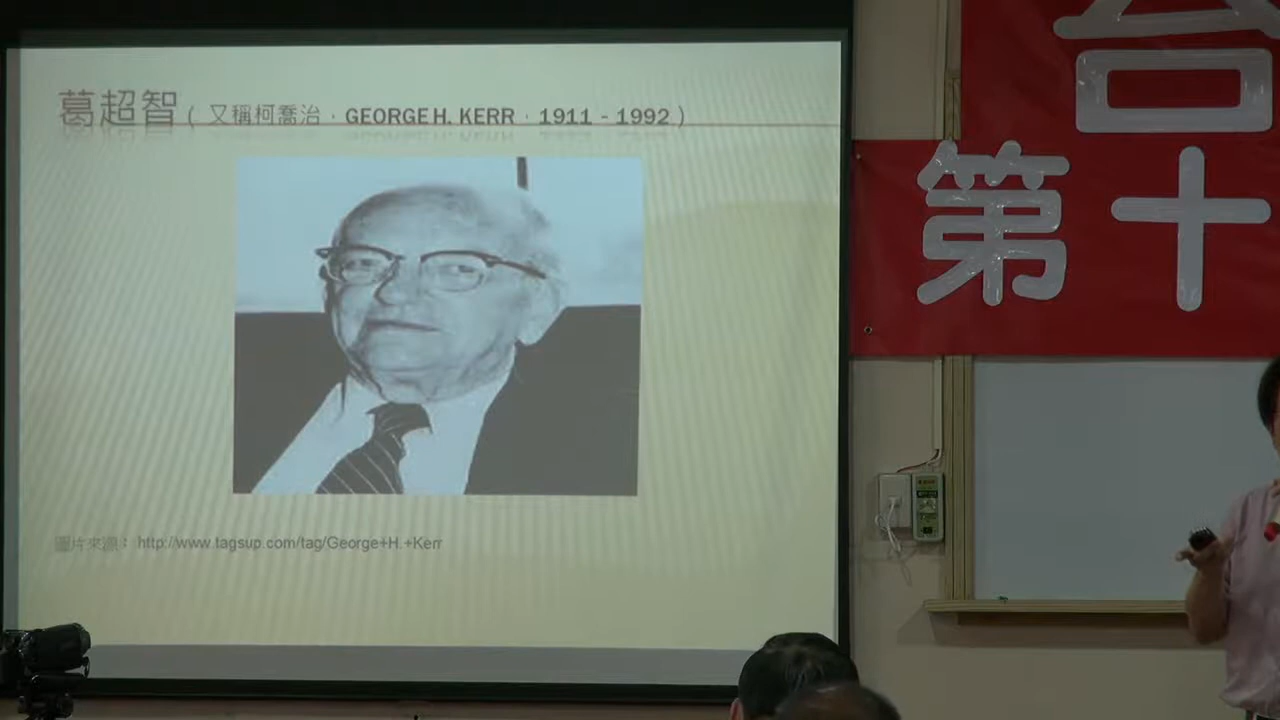 葛超智 ( 又稱柯喬治,GEORGE H. KERR,1911 - 1992 )
圖片來源: http://www.tagsup.com/tag/George+H.+Kerr
第十